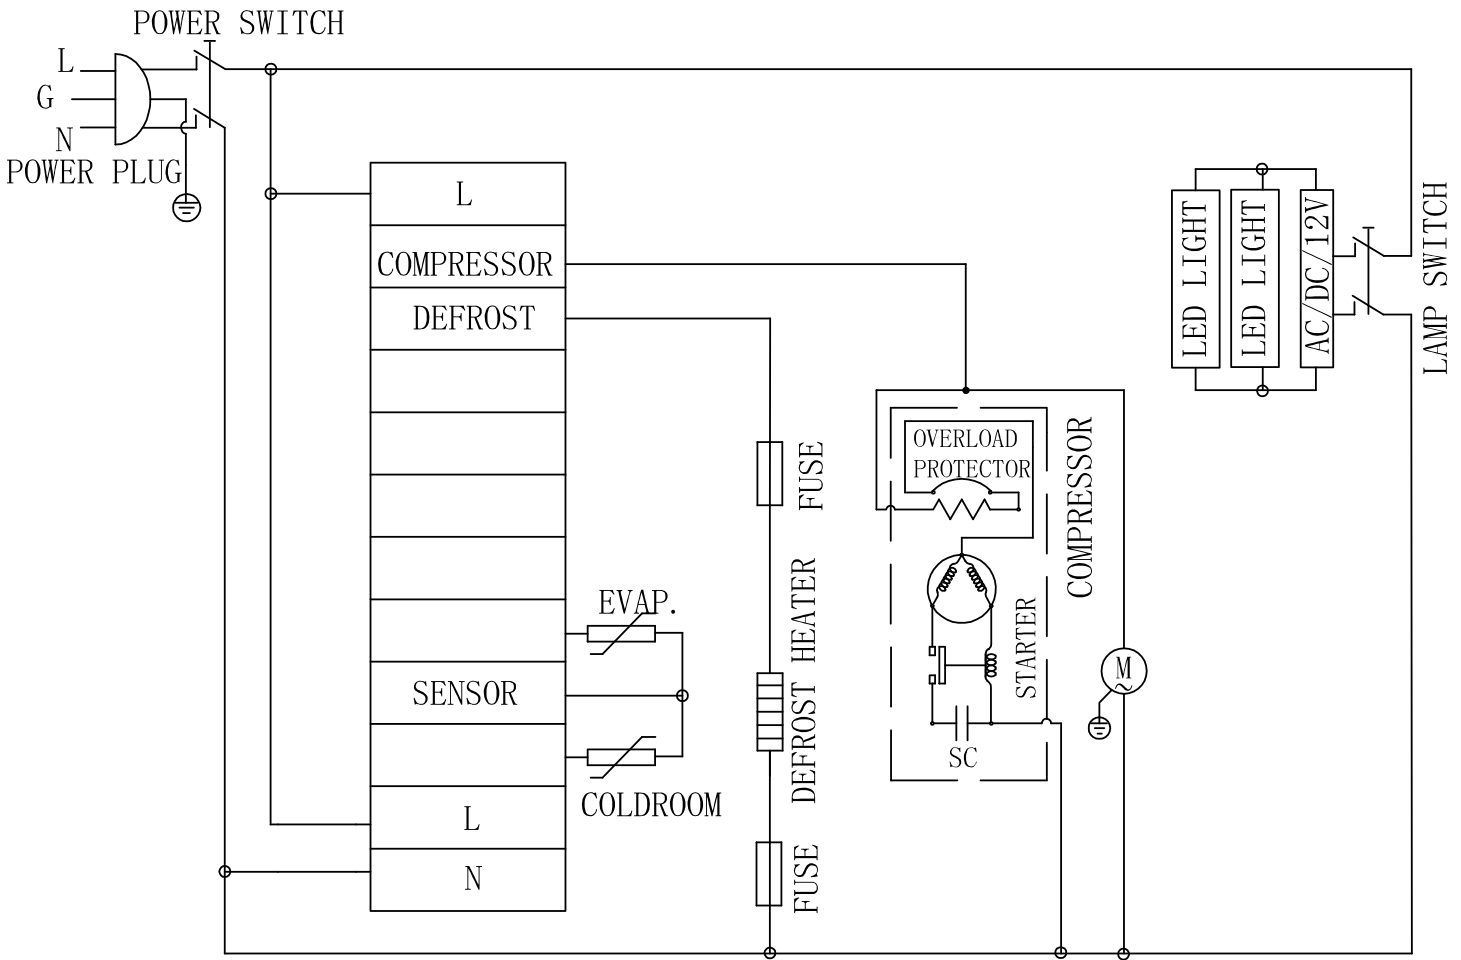 POWER SWITCH
L
G
N
POWER PLUG
L
COMPRESSOR
DEFROST
EVAP.
SENSOR
COLDROOM
L
N
FUSE
DEFROST HEATER
FUSE
OVERLOAD
PROTECTOR
COMPRESSOR
STARTER
SC
M
~
LED LIGHT
LED LIGHT
AC/DC/12V
LAMP SWITCH